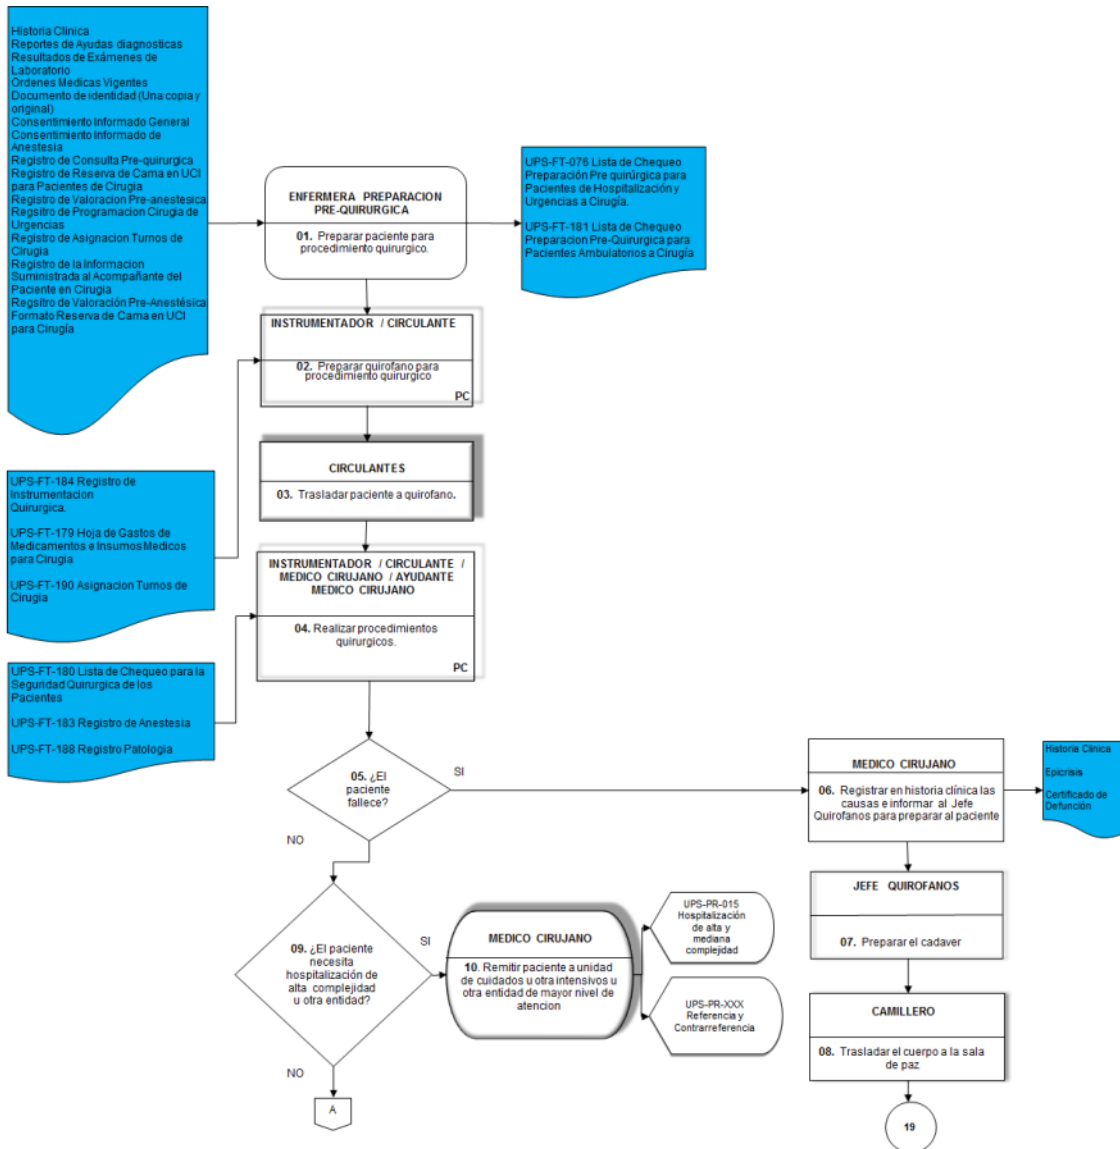 Historia Clinica
Reportes de Ayudas diagnosticas
Resultados de Exámenes de
Laboratorio
Ordenes Medicas Vigentes
Documento de identidad (Una copia y
original)
Consentimiento Informado General
Consentimiento Informado de
Anestesia
Registro de Consulta Pre-quirurgica
Registro de Reserva de Cama en UCI
para Pacientes de Cirugia
Registro de Valoracion Pre-anestesica
Regsitro de Programacion Cirugia de
Urgencias
Registro de Asignacion Turnos de
Cirugia
Registro de la Informacion
Suministrada al Acompañante del
Paciente en Cirugia
Regsitro de Valoración Pre-Anestésica
Formato Reserva de Cama en UCI
para Cirugía
ENFERMERA PREPARACION
PRE-QUIRURGICA
01. Preparar paciente para
procedimiento quirurgico.
UPS-FT-076 Lista de Chequeo
Preparación Pre quirúrgica para
Pacientes de Hospitalización y
Urgencias a Cirugía.
UPS-FT-181 Lista de Chequeo
Preparacion Pre-Quirurgica para
Pacientes Ambulatorios a Cirugía
INSTRUMENTADOR / CIRCULANTE
02. Preparar quirofano para
procedimiento quirurgico
PC
CIRCULANTES
03. Trasladar paciente a quirofano.
UPS-FT-184 Registro de
Instrumentacion
Quirurgica.
UPS-FT-179 Hoja de Gastos de
Medicamentos e Insumos Medicos
para Cirugia
UPS-FT-190 Asignacion Turnos de
Cirugia
INSTRUMENTADOR / CIRCULANTE /
MEDICO CIRUJANO / AYUDANTE
MEDICO CIRUJANO
04. Realizar procedimientos
quirurgicos.
PC
UPS-FT-180 Lista de Chequeo para la
Seguridad Quirurgica de los
Pacientes
UPS-FT-183 Registro de Anestesia
UPS-FT-188 Registro Patologia
05. ¿El
paciente
fallece?
SI
NO
MEDICO CIRUJANO
06. Registrar en historia clínica las
causas e informar al Jefe
Quirofanos para preparar al paciente
Historia Clinica
Epicrisis
Certificado de
Defunción
JEFE QUIROFANOS
07. Preparar el cadaver
CAMILLERO
08. Trasladar el cuerpo a la sala
de paz
19
09. ¿El paciente
necesita
hospitalización de
alta complejidad
u otra entidad?
SI
NO
MEDICO CIRUJANO
10. Remitir paciente a unidad
de cuidados u otra intensivos u
otra entidad de mayor nivel de
atencion
UPS-PR-015
Hospitalización
de alta y
mediana
complejidad
UPS-PR-XXX
Referencia y
Contrarreferencia
A